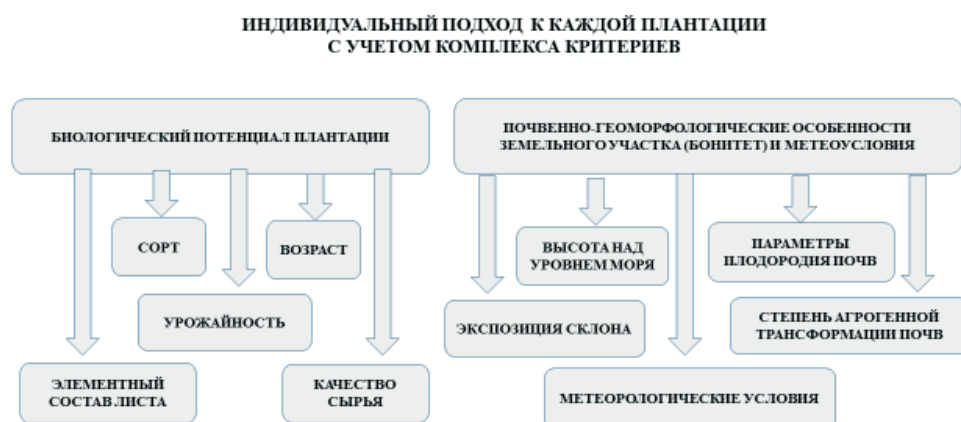 ИНДИВИДУАЛЬНЫЙ ПОДХОД К КАЖДОЙ ПЛАНТАЦИИ
С УЧЕТОМ КОМПЛЕКСА КРИТЕРИЕВ
БИОЛОГИЧЕСКИЙ ПОТЕНЦИАЛ ПЛАНТАЦИИ
СОРТ
ВОЗРАСТ
УРОЖАЙНОСТЬ
ЭЛЕМЕНТНЫЙ
СОСТАВ ЛИСТА
КАЧЕСТВО
СЫРЬЯ
ПОЧВЕННО-ГЕОМОРФОЛОГИЧЕСКИЕ ОСОБЕННОСТИ
ЗЕМЕЛЬНОГО УЧАСТКА (БОНИТЕТ) И МЕТЕОУСЛОВИЯ
ВЫСОТА НАД
УРОВНЕМ МОРЯ
ПАРАМЕТРЫ
ПЛОДОРОДИЯ ПОЧВ
ЭКСПОЗИЦИЯ СКЛОНА
СТЕПЕНЬ АГРОГЕННОЙ
ТРАНСФОРМАЦИИ ПОЧВ
МЕТЕОРОЛОГИЧЕСКИЕ УСЛОВИЯ